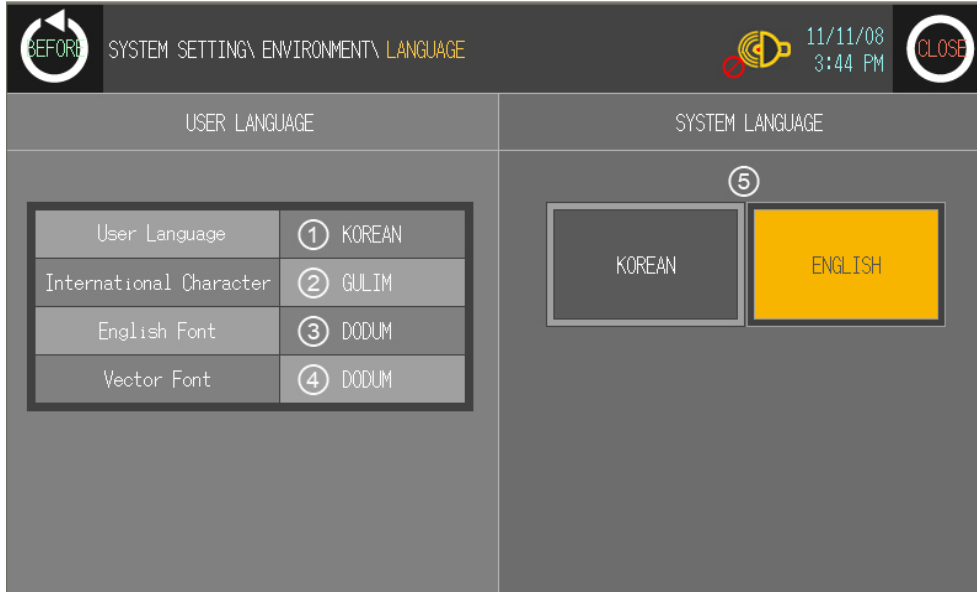 BEFORE
SYSTEM SETTING\ ENVIRONMENT\ LANGUAGE
11/11/08
3:44 PM
CLOSE
USER LANGUAGE
SYSTEM LANGUAGE
User Language ① KOREAN
International Character ② GULIM
English Font ③ DODUM
Vector Font ④ DODUM
⑤
KOREAN
ENGLISH